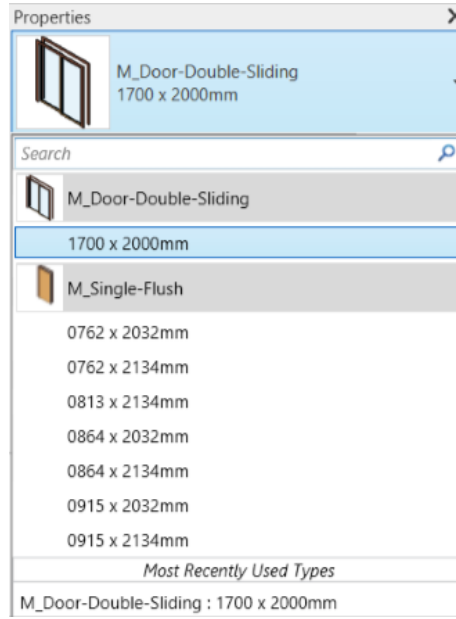 Properties
M_Door-Double-Sliding
1700 x 2000mm
Search
M_Door-Double-Sliding
1700 x 2000mm
M_Single-Flush
0762 x 2032mm
0762 x 2134mm
0813 x 2134mm
0864 x 2032mm
0864 x 2134mm
0915 x 2032mm
0915 x 2134mm
Most Recently Used Types
M_Door-Double-Sliding : 1700 x 2000mm